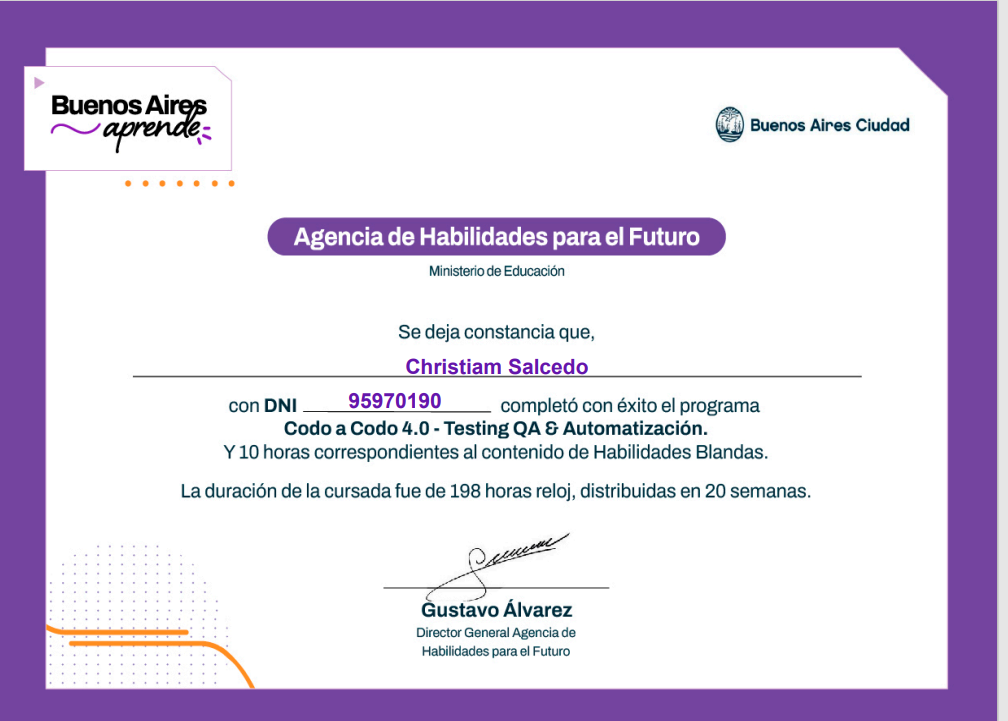 Buenos Aires
aprende
Buenos Aires Ciudad
Agencia de Habilidades para el Futuro
Ministerio de Educación
Se deja constancia que,
Christiam Salcedo
con DNI 95970190 completó con éxito el programa
Codo a Codo 4.0 - Testing QA & Automatización.
Y 10 horas correspondientes al contenido de Habilidades Blandas.
La duración de la cursada fue de 198 horas reloj, distribuidas en 20 semanas.
Gustavo Álvarez
Director General Agencia de
Habilidades para el Futuro